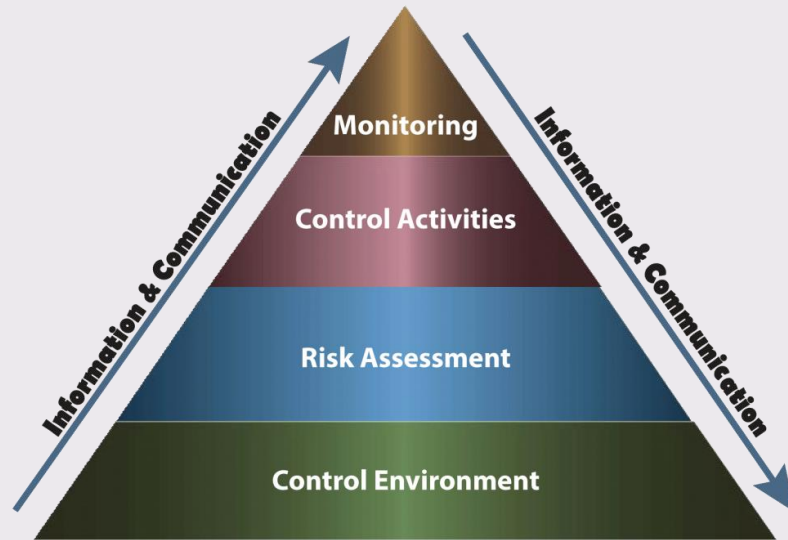 Monitoring
Control Activities
Risk Assessment
Control Environment
Information & Communication
Information & Communication